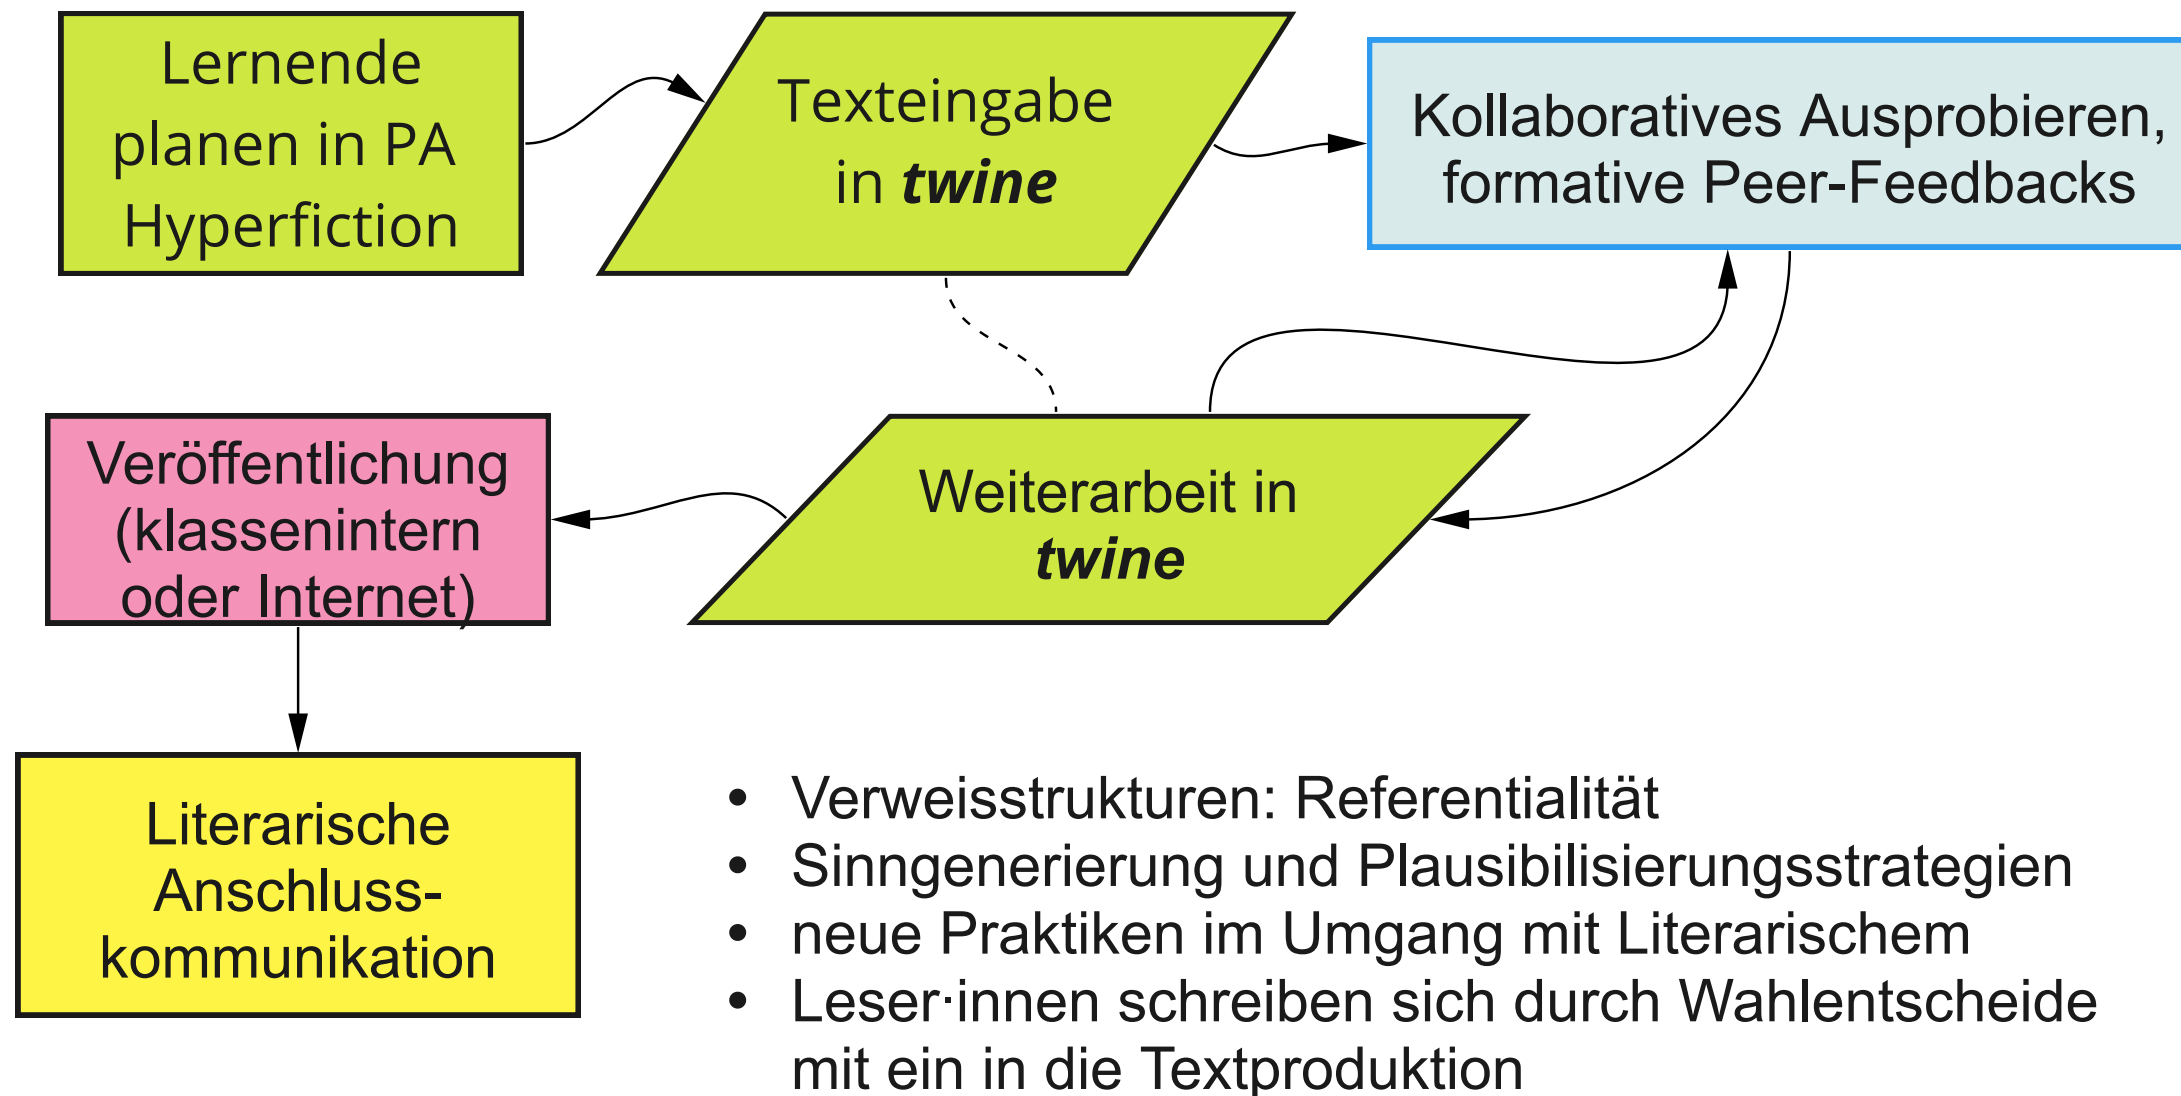 Lernende
planen in PA
Hyperfiction
Texteingabe
in twine
Kollaboratives Ausprobieren,
formative Peer-Feedbacks
Veröffentlichung
(klassenintern
oder Internet)
Weiterarbeit in
twine
Literarische
Anschluss-
kommunikation
• Verweisstrukturen: Referentialität
• Sinngenerierung und Plausibilisierungsstrategien
• neue Praktiken im Umgang mit Literarischem
• Leser·innen schreiben sich durch Wahlentscheide
mit ein in die Textproduktion